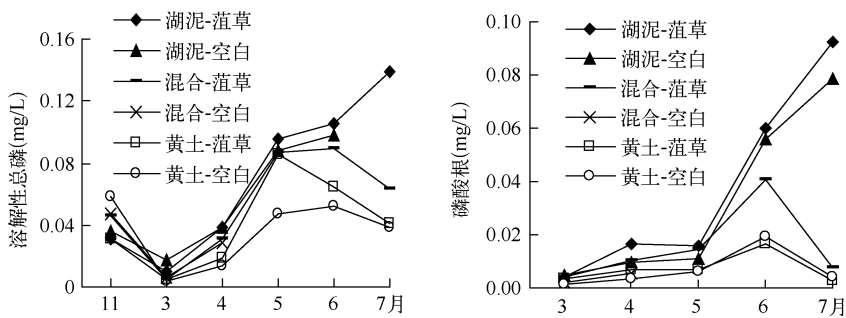 溶解性总磷(mg/L)
0.16
0.12
0.08
0.04
0
11
3
4
5
6
7月
湖泥-菹草
湖泥-空白
混合-菹草
混合-空白
黄土-菹草
黄土-空白
磷酸根(mg/L)
0.10
0.08
0.06
0.04
0.02
0.00
3
4
5
6
7月
湖泥-菹草
湖泥-空白
混合-菹草
混合-空白
黄土-菹草
黄土-空白